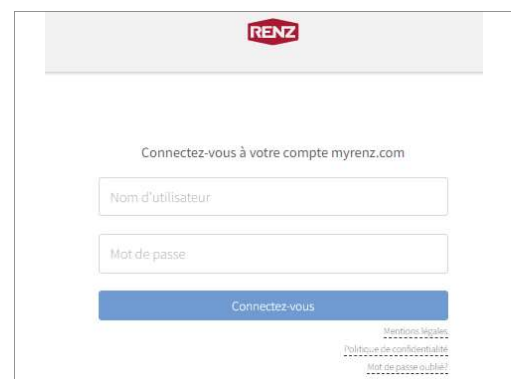 RENZ
Connectez-vous à votre compte myrenz.com
Nom d'utilisateur
Mot de passe
Connectez-vous
Mentions légales
Politique de confidentialité
Mot de passe oublié?